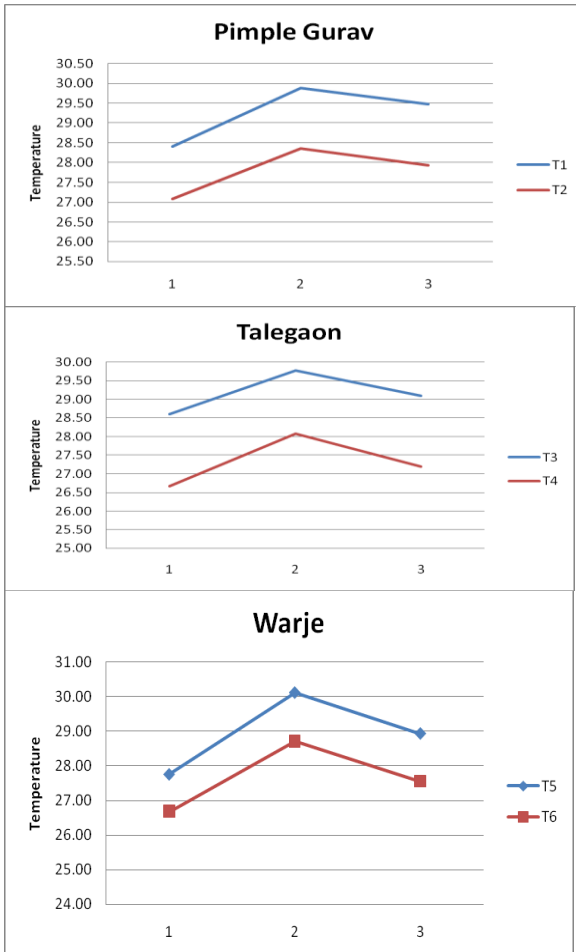 Pimple Gurav
30.50
30.00
29.50
29.00
28.50
28.00
27.50
27.00
26.50
26.00
25.50
Temperature
1 2 3
T1
T2
Talegaon
30.00
29.50
29.00
28.50
28.00
27.50
27.00
26.50
26.00
25.50
25.00
Temperature
1 2 3
T3
T4
Warje
31.00
30.00
29.00
28.00
27.00
26.00
25.00
24.00
Temperature
1 2 3
T5
T6